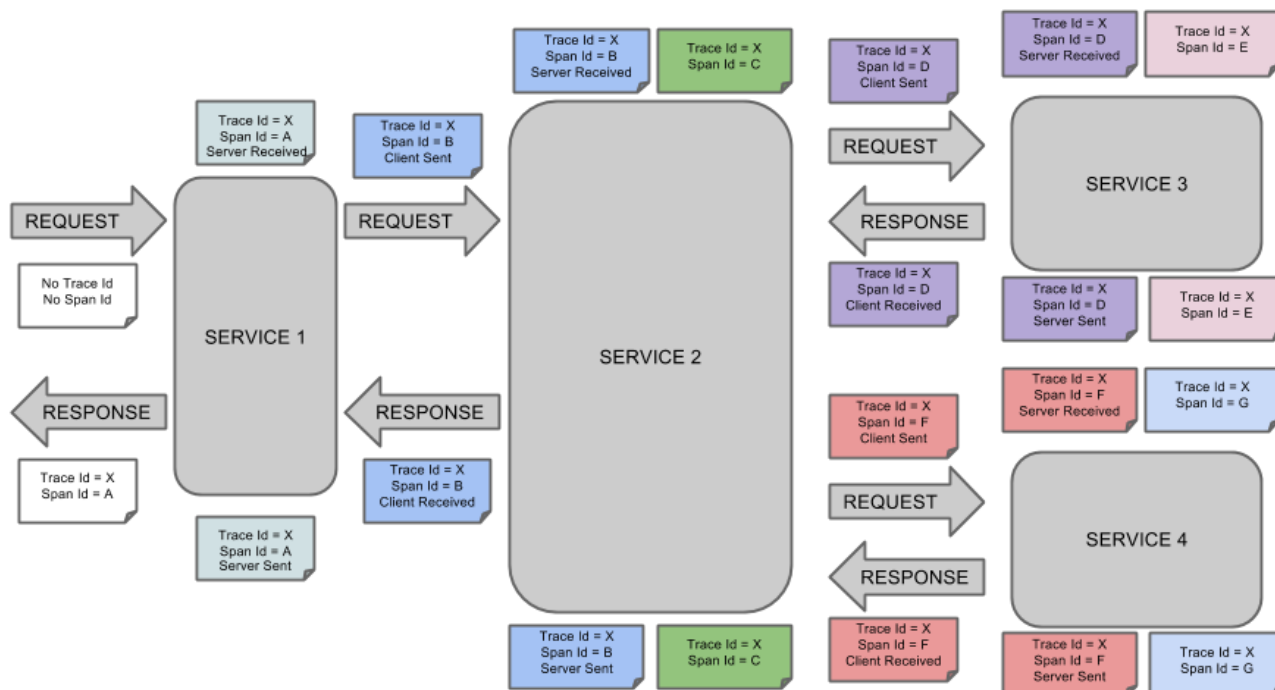 Trace Id = X
Span Id = A
Server Received
Trace Id = X
Span Id = B
Client Sent
Trace Id = X
Span Id = B
Server Received
Trace Id = X
Span Id = C
Trace Id = X
Span Id = D
Client Sent
Trace Id = X
Span Id = D
Server Received
Trace Id = X
Span Id = E
REQUEST
No Trace Id
No Span Id
SERVICE 1
REQUEST
SERVICE 2
REQUEST
RESPONSE
SERVICE 3
Trace Id = X
Span Id = D
Client Received
Trace Id = X
Span Id = D
Server Sent
Trace Id = X
Span Id = E
RESPONSE
Trace Id = X
Span Id = A
RESPONSE
Trace Id = X
Span Id = B
Client Received
Trace Id = X
Span Id = F
Client Sent
Trace Id = X
Span Id = F
Server Received
Trace Id = X
Span Id = G
REQUEST
RESPONSE
SERVICE 4
Trace Id = X
Span Id = A
Server Sent
Trace Id = X
Span Id = B
Server Sent
Trace Id = X
Span Id = C
Trace Id = X
Span Id = F
Client Received
Trace Id = X
Span Id = F
Server Sent
Trace Id = X
Span Id = G